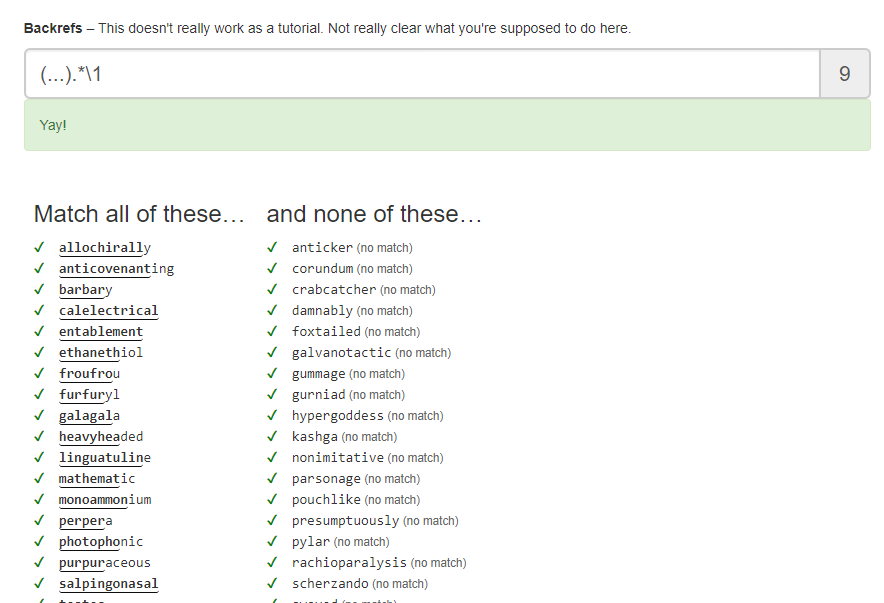 Backrefs – This doesn't really work as a tutorial. Not really clear what you're supposed to do here.
(...).*\1 9
Yay!
Match all of these… and none of these…
✓ allochirally ✓ anticker (no match)
✓ anticovenanting ✓ corundum (no match)
✓ barbary ✓ crabcatcher (no match)
✓ calelectrical ✓ damnably (no match)
✓ entablement ✓ foxtailed (no match)
✓ ethanethiol ✓ galvanotactic (no match)
✓ froufrou ✓ gummage (no match)
✓ furfuryl ✓ gurniad (no match)
✓ galagala ✓ hypergoddess (no match)
✓ heavyheaded ✓ kashga (no match)
✓ linguatuline ✓ nonimitative (no match)
✓ mathematic ✓ parsonage (no match)
✓ monoammonium ✓ pouchlike (no match)
✓ perpera ✓ presumptuously (no match)
✓ photophonic ✓ pylar (no match)
✓ purpuraceous ✓ rachioparalysis (no match)
✓ salpingonasal ✓ scherzando (no match)